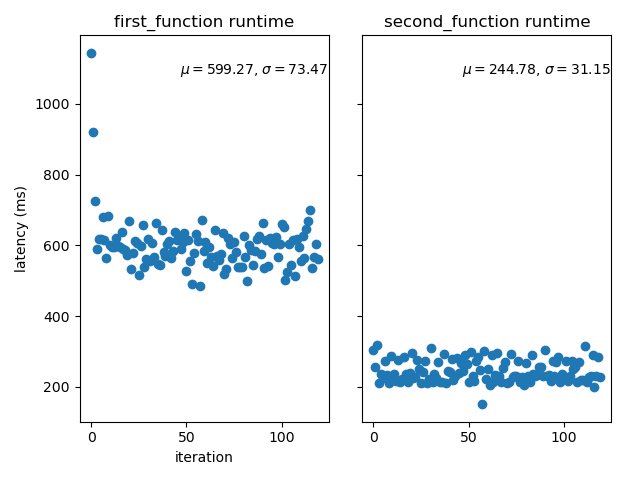 first_function runtime
second_function runtime
μ = 599.27, σ = 73.47
μ = 244.78, σ = 31.15
latency (ms)
1000
800
600
400
200
0
50
100
0
50
100
iteration